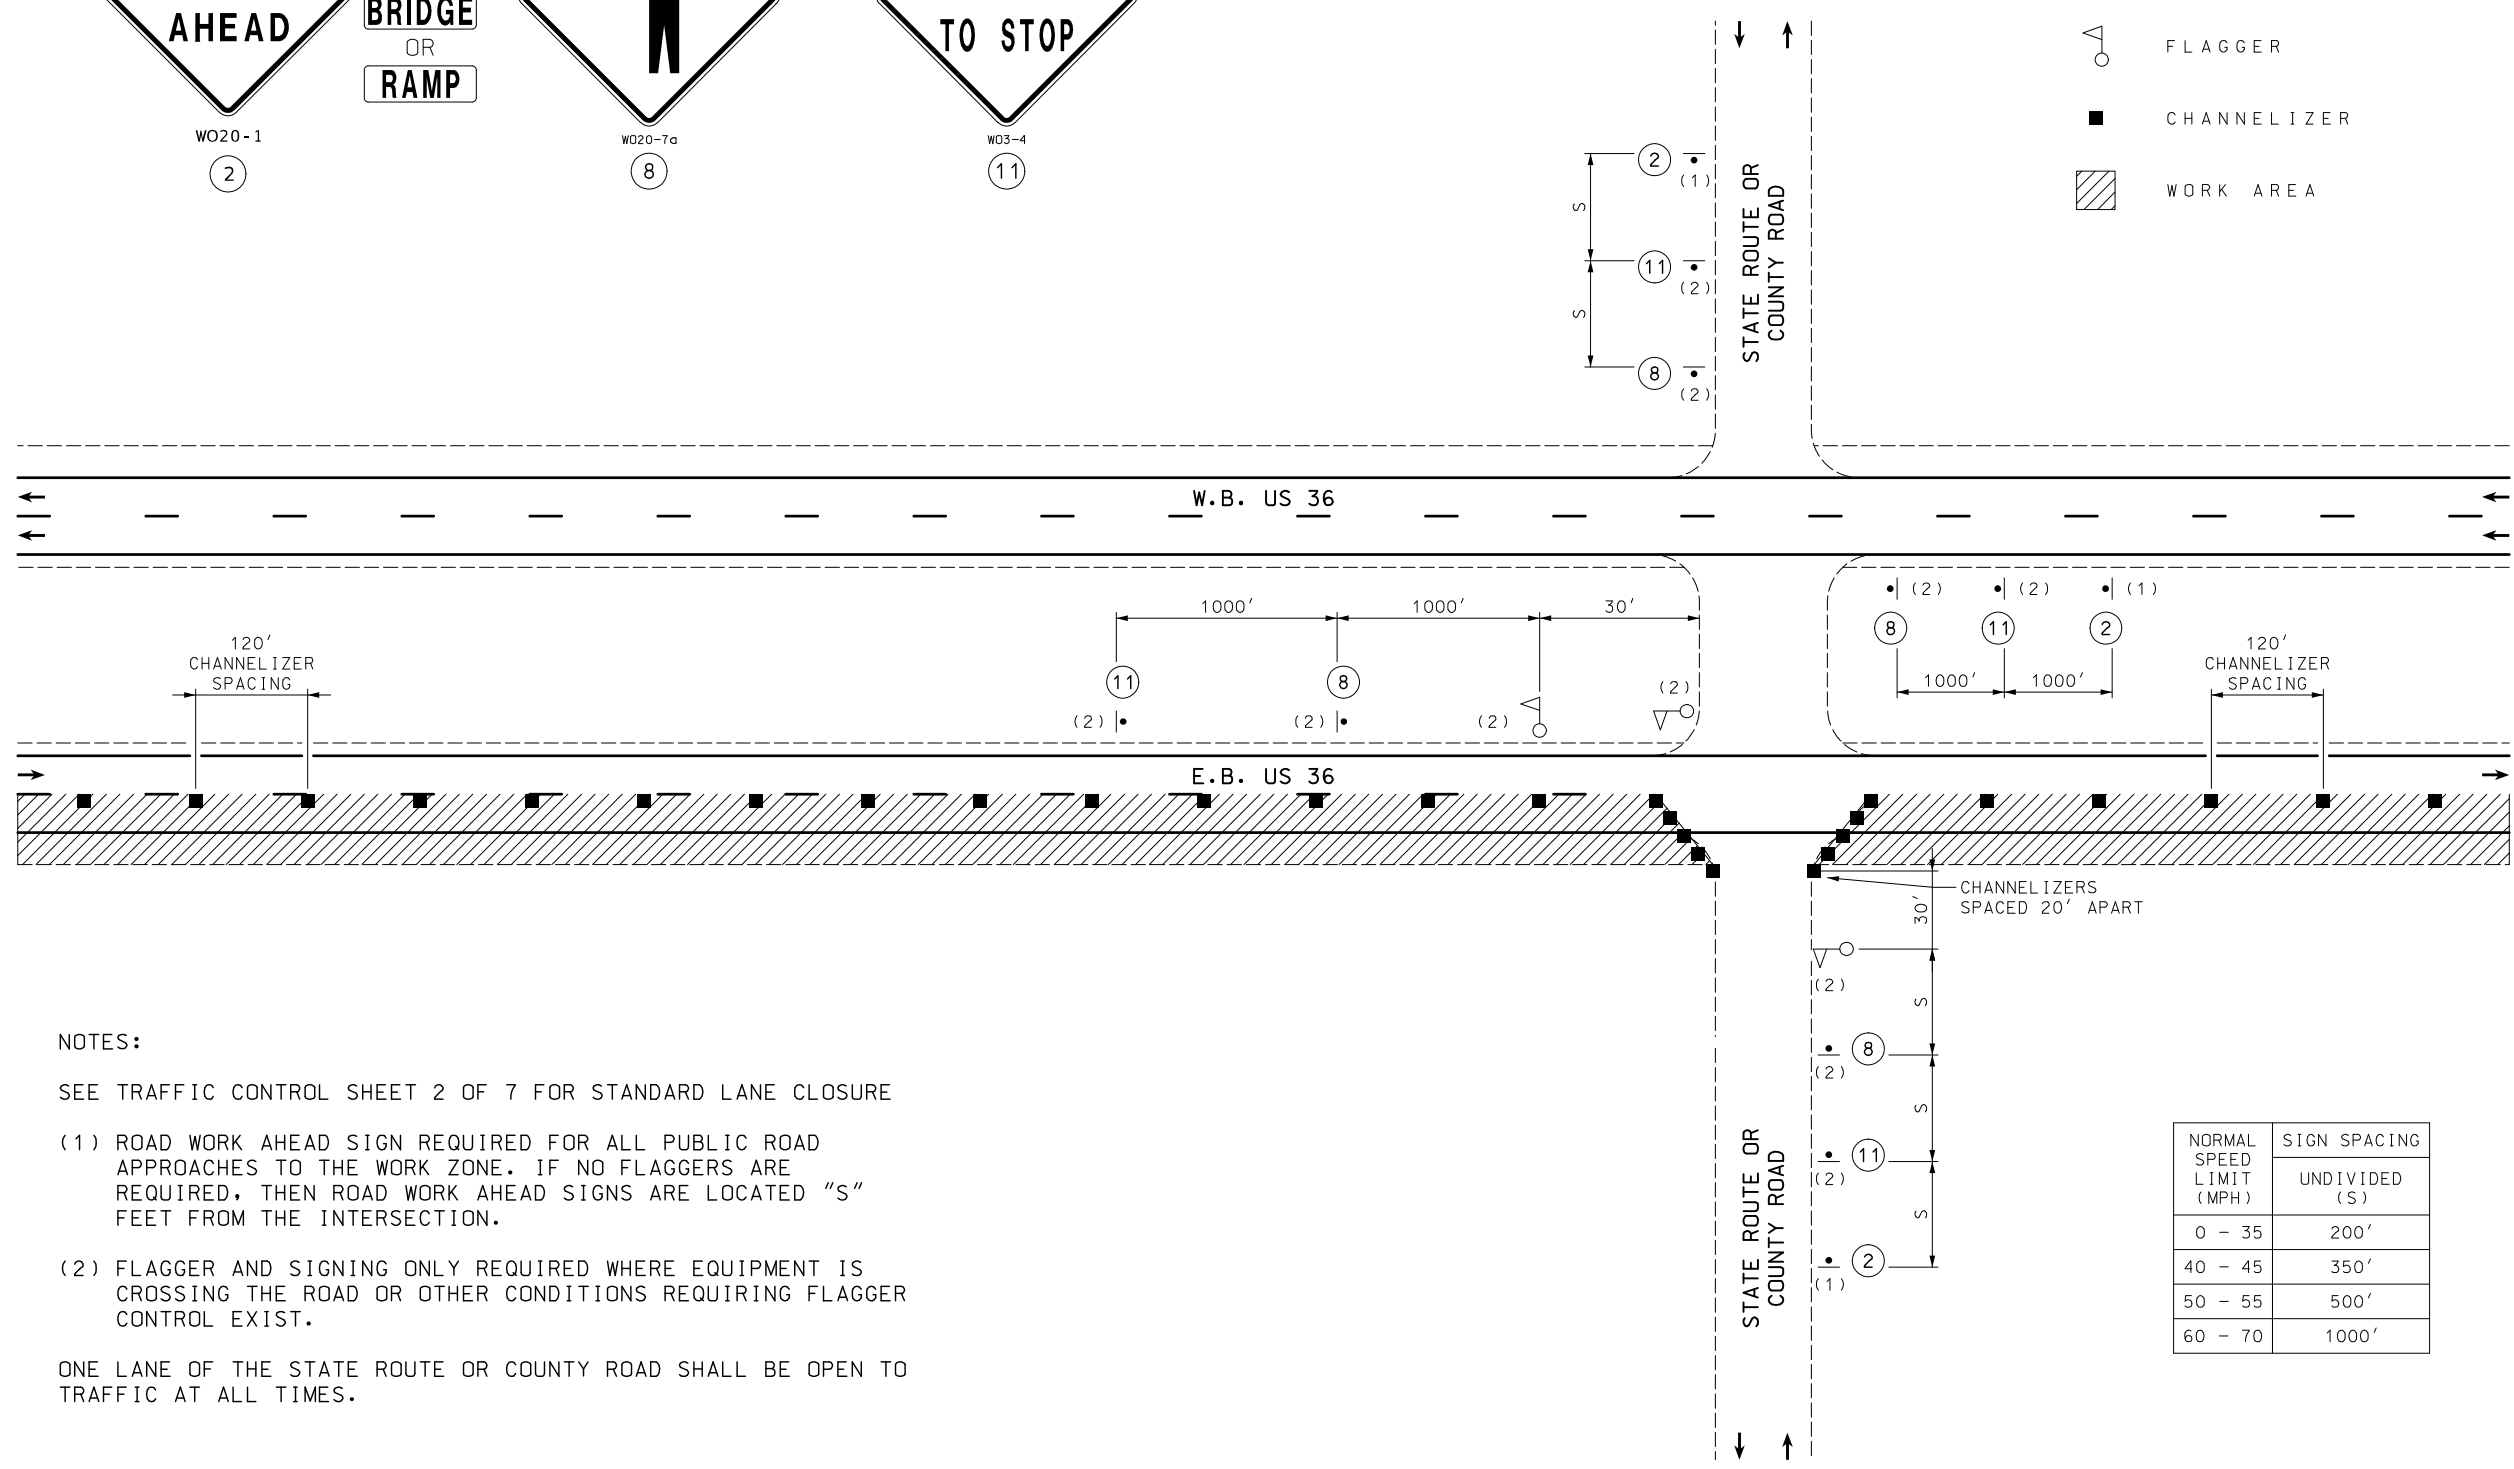 AHEAD
BRIDGE
OR
RAMP
WO20-1
2
WO20-7a
8
TO STOP
WO3-4
11
FLAGGER
CHANNELIZER
WORK AREA
2
(1)
S
11
(2)
S
8
(2)
STATE ROUTE OR
COUNTY ROAD
W.B. US 36
1000'
1000'
30'
120'
CHANNELIZER
SPACING
11
(2)
8
(2)
(2)
(2)
(2)
(2)
(1)
8
11
2
1000'
1000'
120'
CHANNELIZER
SPACING
E.B. US 36
CHANNELIZERS
SPACED 20' APART
30'
(2)
S
8
(2)
S
11
(2)
S
2
(1)
STATE ROUTE OR
COUNTY ROAD
NOTES:
SEE TRAFFIC CONTROL SHEET 2 OF 7 FOR STANDARD LANE CLOSURE
(1) ROAD WORK AHEAD SIGN REQUIRED FOR ALL PUBLIC ROAD
APPROACHES TO THE WORK ZONE. IF NO FLAGGERS ARE
REQUIRED, THEN ROAD WORK AHEAD SIGNS ARE LOCATED "S"
FEET FROM THE INTERSECTION.
(2) FLAGGER AND SIGNING ONLY REQUIRED WHERE EQUIPMENT IS
CROSSING THE ROAD OR OTHER CONDITIONS REQUIRING FLAGGER
CONTROL EXIST.
ONE LANE OF THE STATE ROUTE OR COUNTY ROAD SHALL BE OPEN TO
TRAFFIC AT ALL TIMES.
NORMAL
SPEED
LIMIT
(MPH)
SIGN SPACING
UNDIVIDED
(S)
0 - 35 200'
40 - 45 350'
50 - 55 500'
60 - 70 1000'